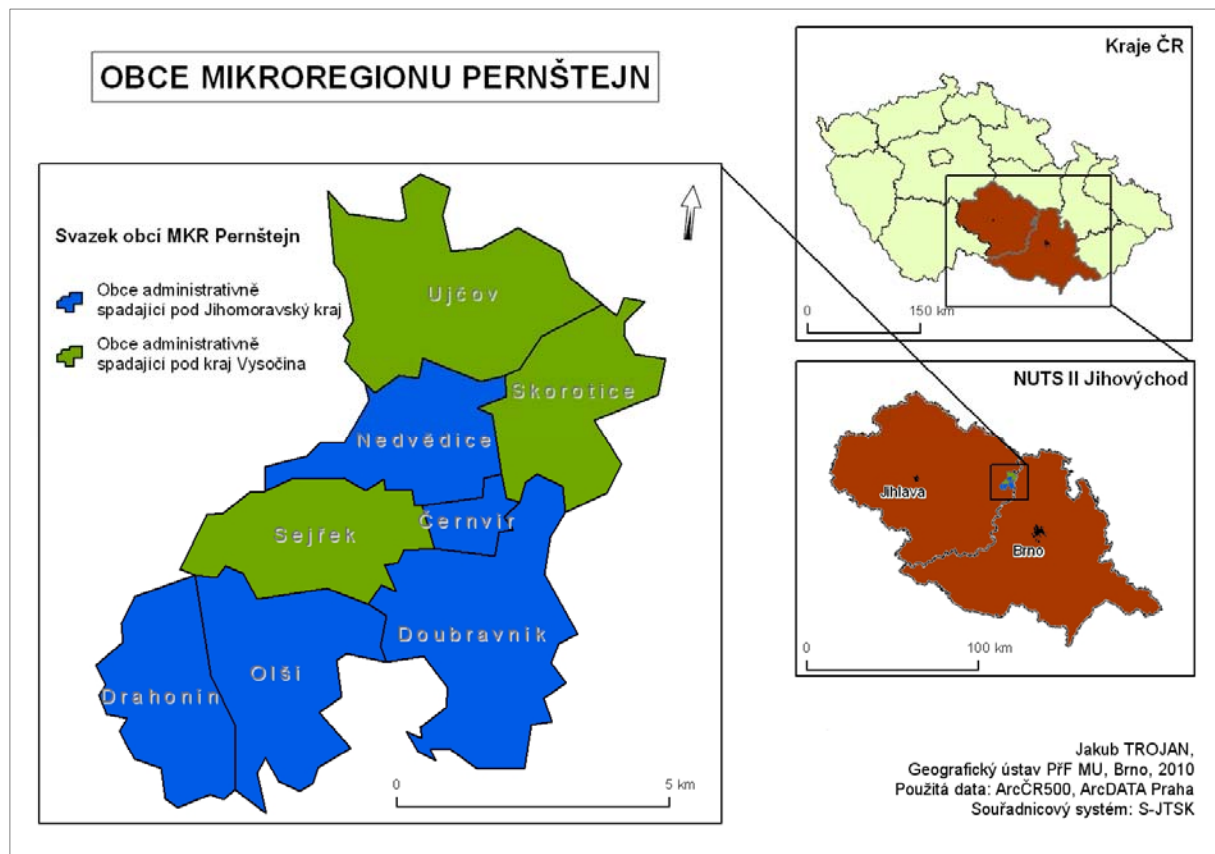 OBCE MIKROREGIONU PERNŠTEJN
Kraje ČR
0 150 km
Svazek obcí MKR Pernštejn
Obce administrativně
spadající pod Jihomoravský kraj
Obce administrativně
spadající pod kraj Vysočina
Ujčov
Skorotice
Nedvědice
Sejřek
Černvír
Doubravník
Olší
Drahonín
0 5 km
NUTS II Jihovýchod
Jihlava
Brno
0 100 km
Jakub TROJAN,
Geografický ústav PřF MU, Brno, 2010
Použitá data: ArcČR500, ArcDATA Praha
Souřadnicový systém: S-JTSK